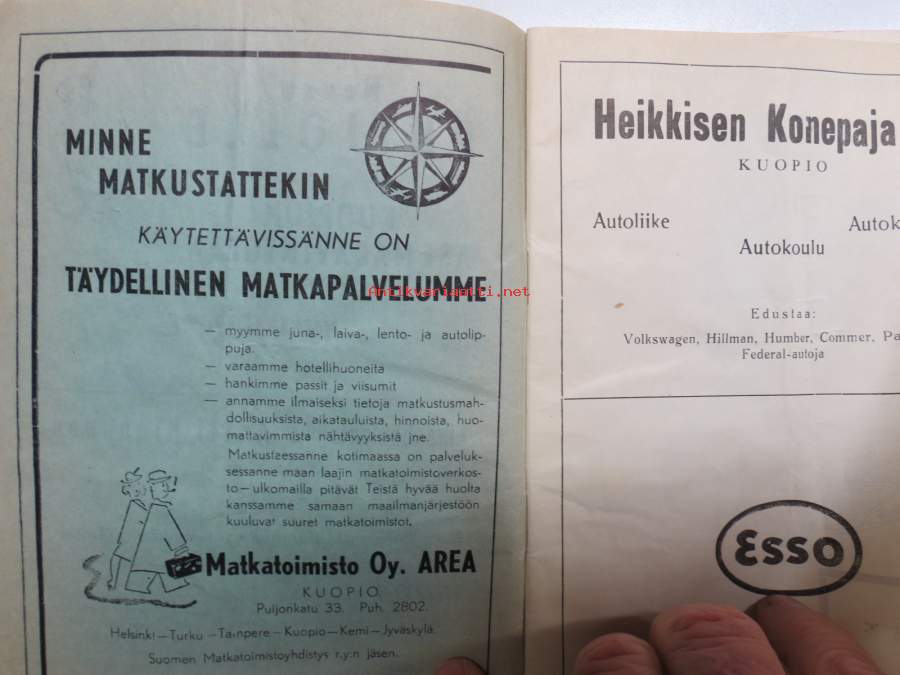 MINNE
MATKUSTATTEKIN
KÄYTETTÄVISSÄNNE ON
TÄYDELLINEN MATKAPALVELUMME
— myymme juna-, laiva-, lento- ja autolip-
puja.
— varaamme hotellihuoneita
— hankimme passit ja viisumit
— annamme ilmaiseksi tietoja matkustusmah-
dollisuuksista, aikatauluista, hinnoista, huo-
mattavimmista nähtävyyksistä jne.
Matkustaessanne kotimaassa on palveluk-
sessanne maan laajin matkatoimistoverkos-
to—ulkomailla pitävät Teistä hyvää huolta
kanssamme samaan maailmanjärjestöön
kuuluvat suuret matkatoimistot.
Matkatoimisto Oy. AREA
KUOPIO
Puijonkatu 33. Puh. 2802.
Helsinki—Turku—Tampere—Kuopio—Kemi—Jyväskylä.
Suomen Matkatoimistoyhdistys r.y:n jäsen.
Antikvariaatti.net
Heikkisen Konepaja
KUOPIO
Autoliike
Autok
Autokoulu
Edustaa:
Volkswagen, Hillman, Humber, Commer, Pa
Federal-autoja
Esso